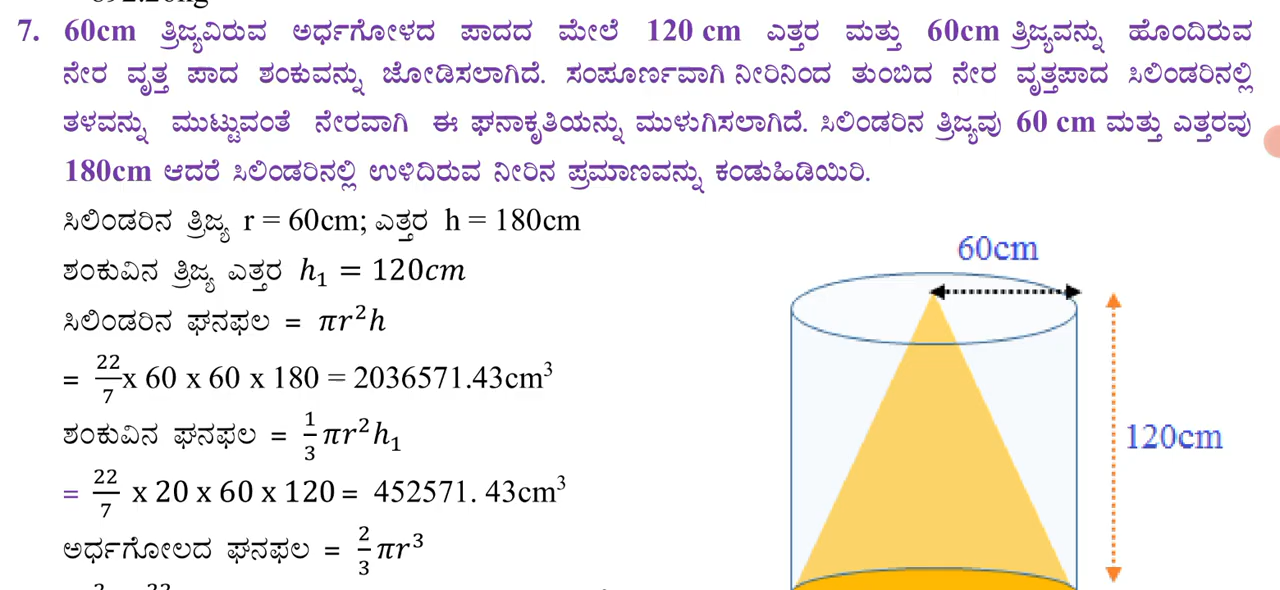 7. 60cm ತ್ರಿಜ್ಯವಿರುವ ಅರ್ಧಗೋಳದ ಪಾದದ ಮೇಲೆ 120 cm ಎತ್ತರ ಮತ್ತು 60cm ತ್ರಿಜ್ಯವನ್ನು ಹೊಂದಿರುವ
ನೇರ ವೃತ್ತ ಪಾದ ಶಂಕುವನ್ನು ಜೋಡಿಸಲಾಗಿದೆ. ಸಂಪೂರ್ಣವಾಗಿ ನೀರಿನಿಂದ ತುಂಬಿದ ನೇರ ವೃತ್ತಪಾದ ಸಿಲಿಂಡರಿನಲ್ಲಿ
ತಳವನ್ನು ಮುಟ್ಟುವಂತೆ ನೇರವಾಗಿ ಈ ಘನಾಕೃತಿಯನ್ನು ಮುಳುಗಿಸಲಾಗಿದೆ. ಸಿಲಿಂಡರಿನ ತ್ರಿಜ್ಯವು 60 cm ಮತ್ತು ಎತ್ತರವು
180cm ಆದರೆ ಸಿಲಿಂಡರಿನಲ್ಲಿ ಉಳಿದಿರುವ ನೀರಿನ ಪ್ರಮಾಣವನ್ನು ಕಂಡುಹಿಡಿಯಿರಿ.
ಸಿಲಿಂಡರಿನ ತ್ರಿಜ್ಯ r = 60cm; ಎತ್ತರ h = 180cm
ಶಂಕುವಿನ ತ್ರಿಜ್ಯ ಎತ್ತರ h₁ = 120cm
ಸಿಲಿಂಡರಿನ ಘನಫಲ = πr²h
= 22/7 x 60 x 60 x 180 = 2036571.43cm³
ಶಂಕುವಿನ ಘನಫಲ = 1/3 πr²h₁
= 22/7 x 20 x 60 x 120 = 452571. 43cm³
ಅರ್ಧಗೋಲದ ಘನಫಲ = 2/3 πr³
60cm
120cm